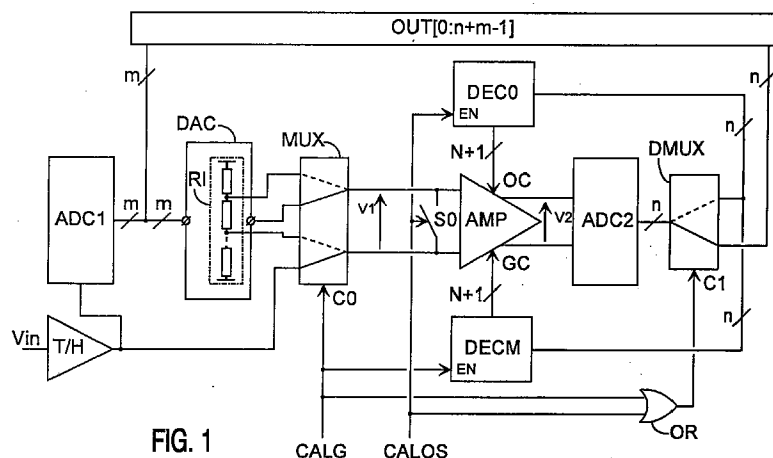 OUT[0:n+m-1]
m
n
DEC0
EN
DAC
MUX
N+1
n
DMUX
RI
OC
ADC1
m
m
V1
S0
AMP
V2
ADC2
n
GC
C0
N+1
C1
n
Vin
T/H
DECM
EN
FIG. 1
CALG
CALOS
OR